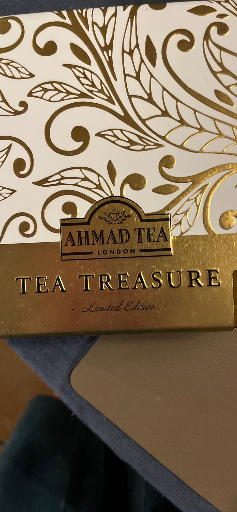 AHMAD TEA
LONDON
TEA TREASURE
Limited Edition